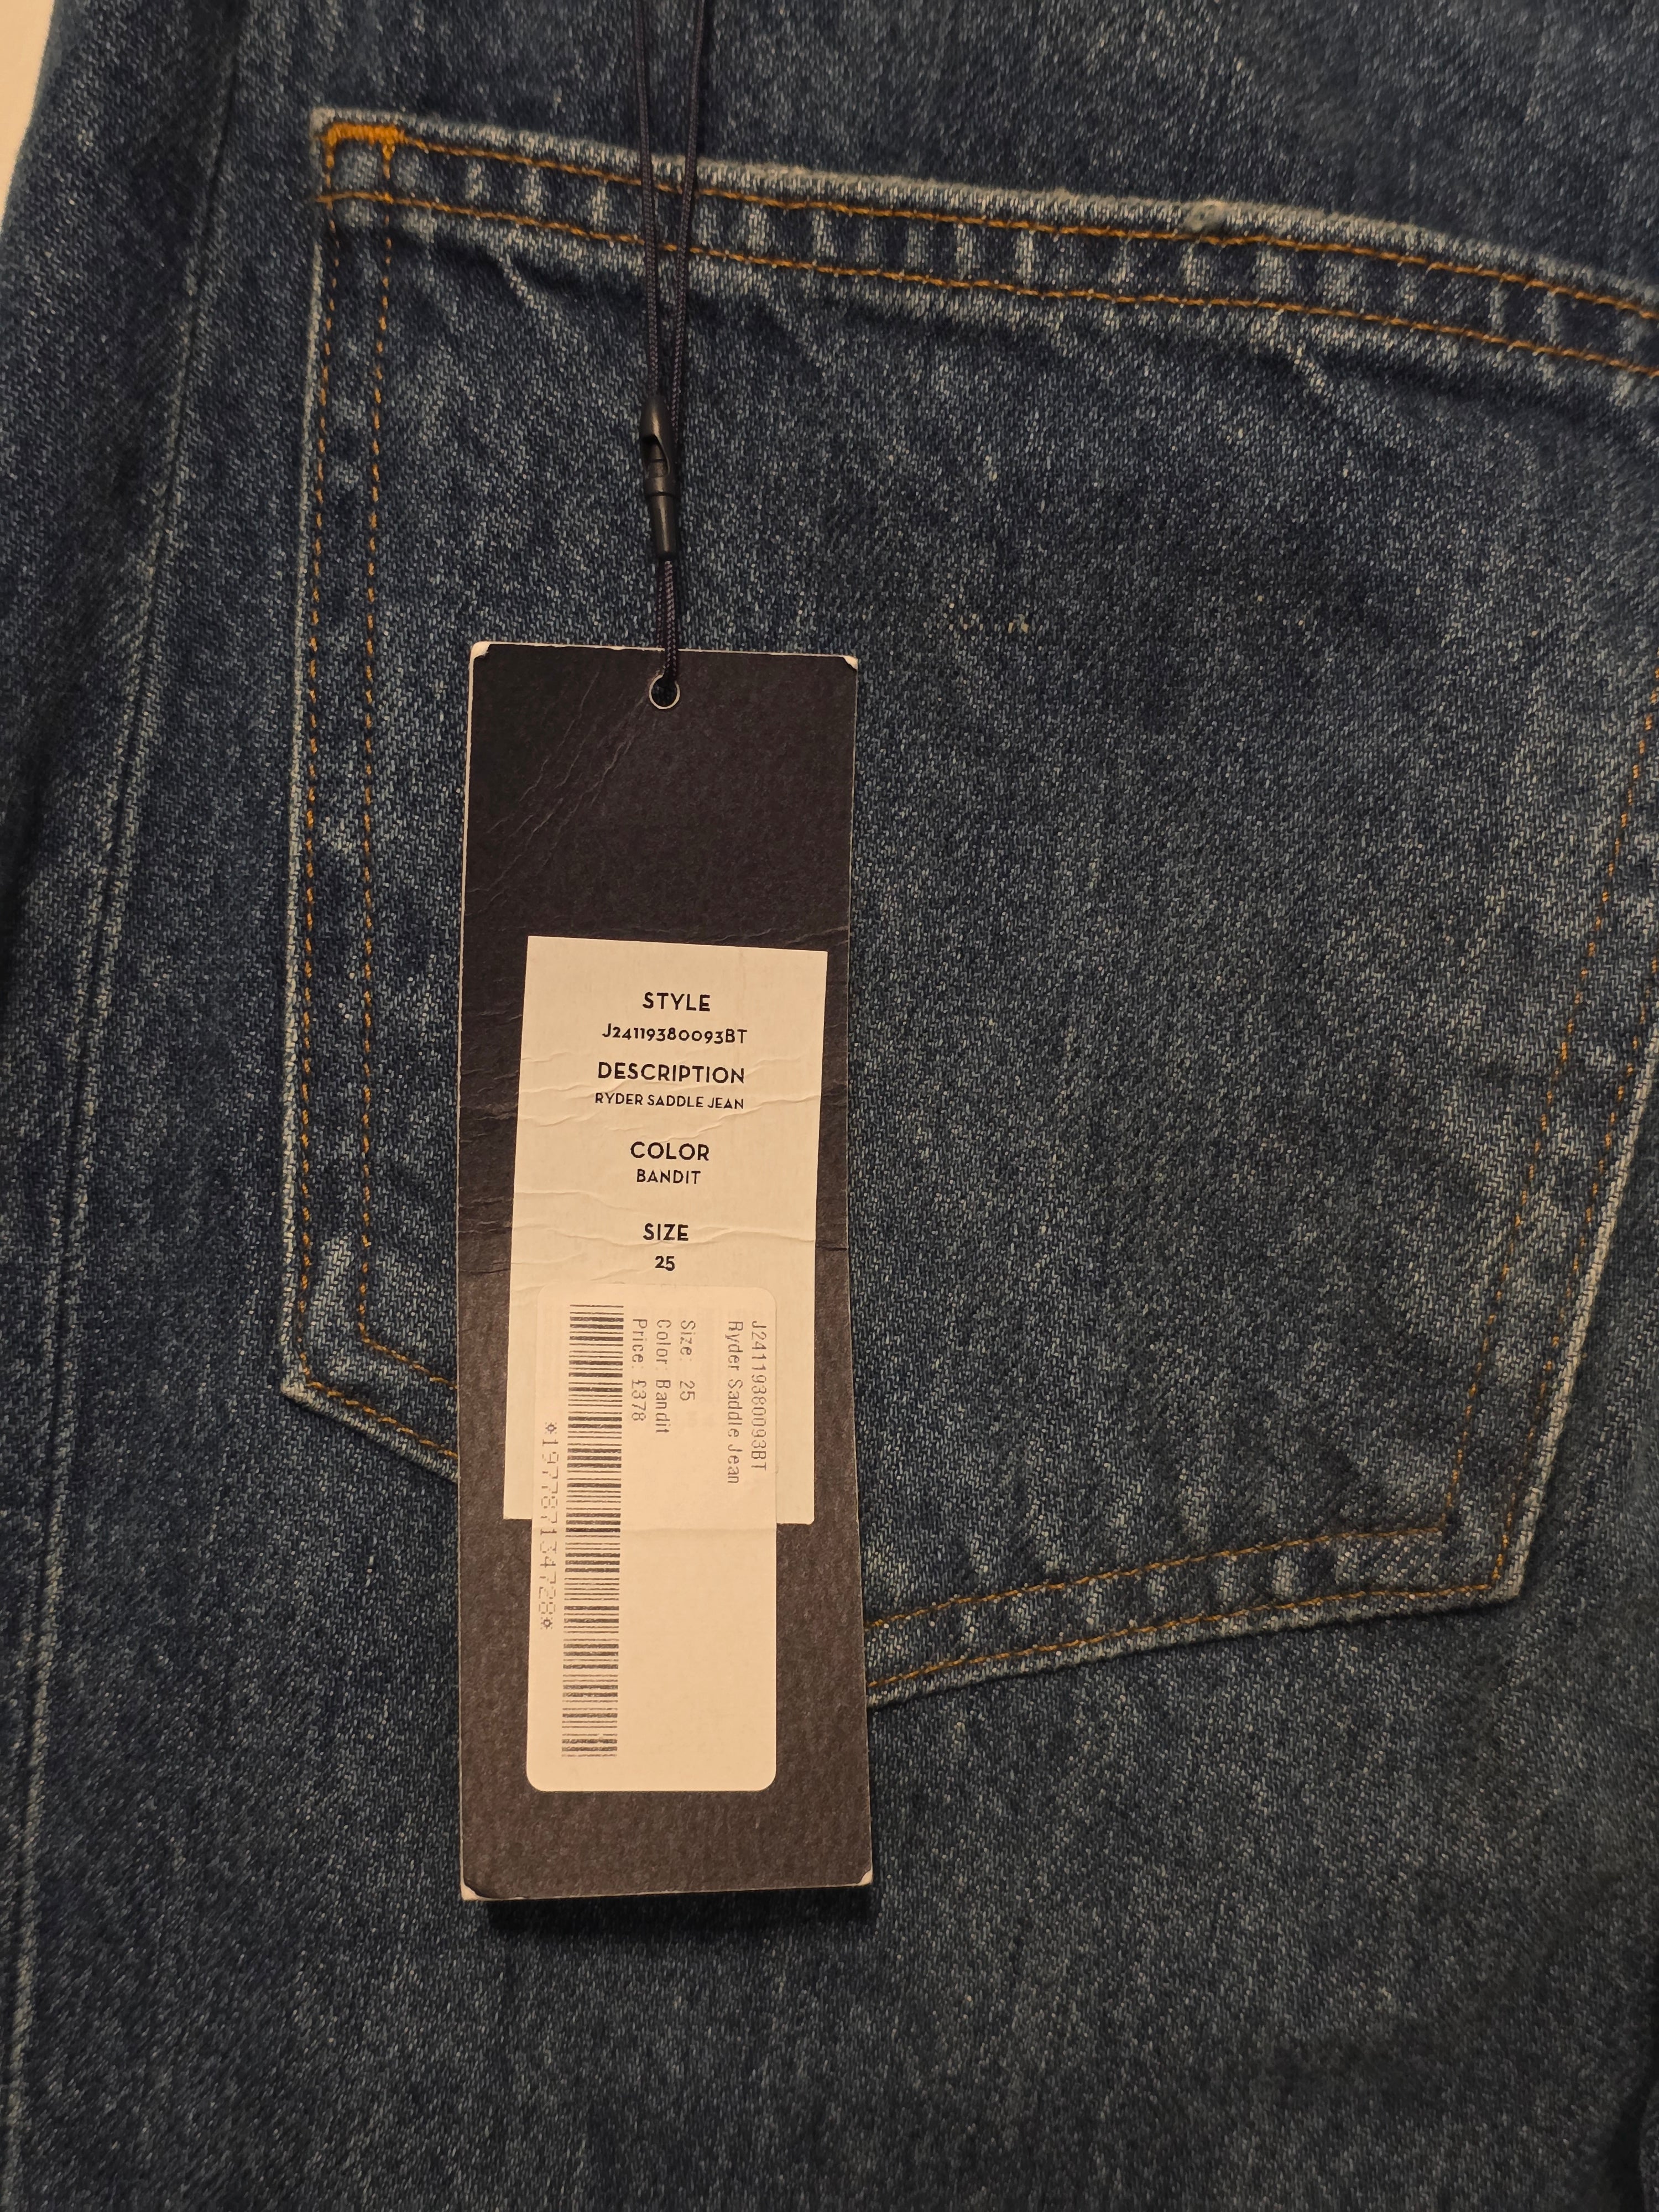 STYLE
J24119380093BT
DESCRIPTION
RYDER SADDLE JEAN
COLOR
BANDIT
SIZE
25
J24119380093BT
Ryder Saddle Jean
Size: 25
Color: Bandit
Price: £378
*197787134728*